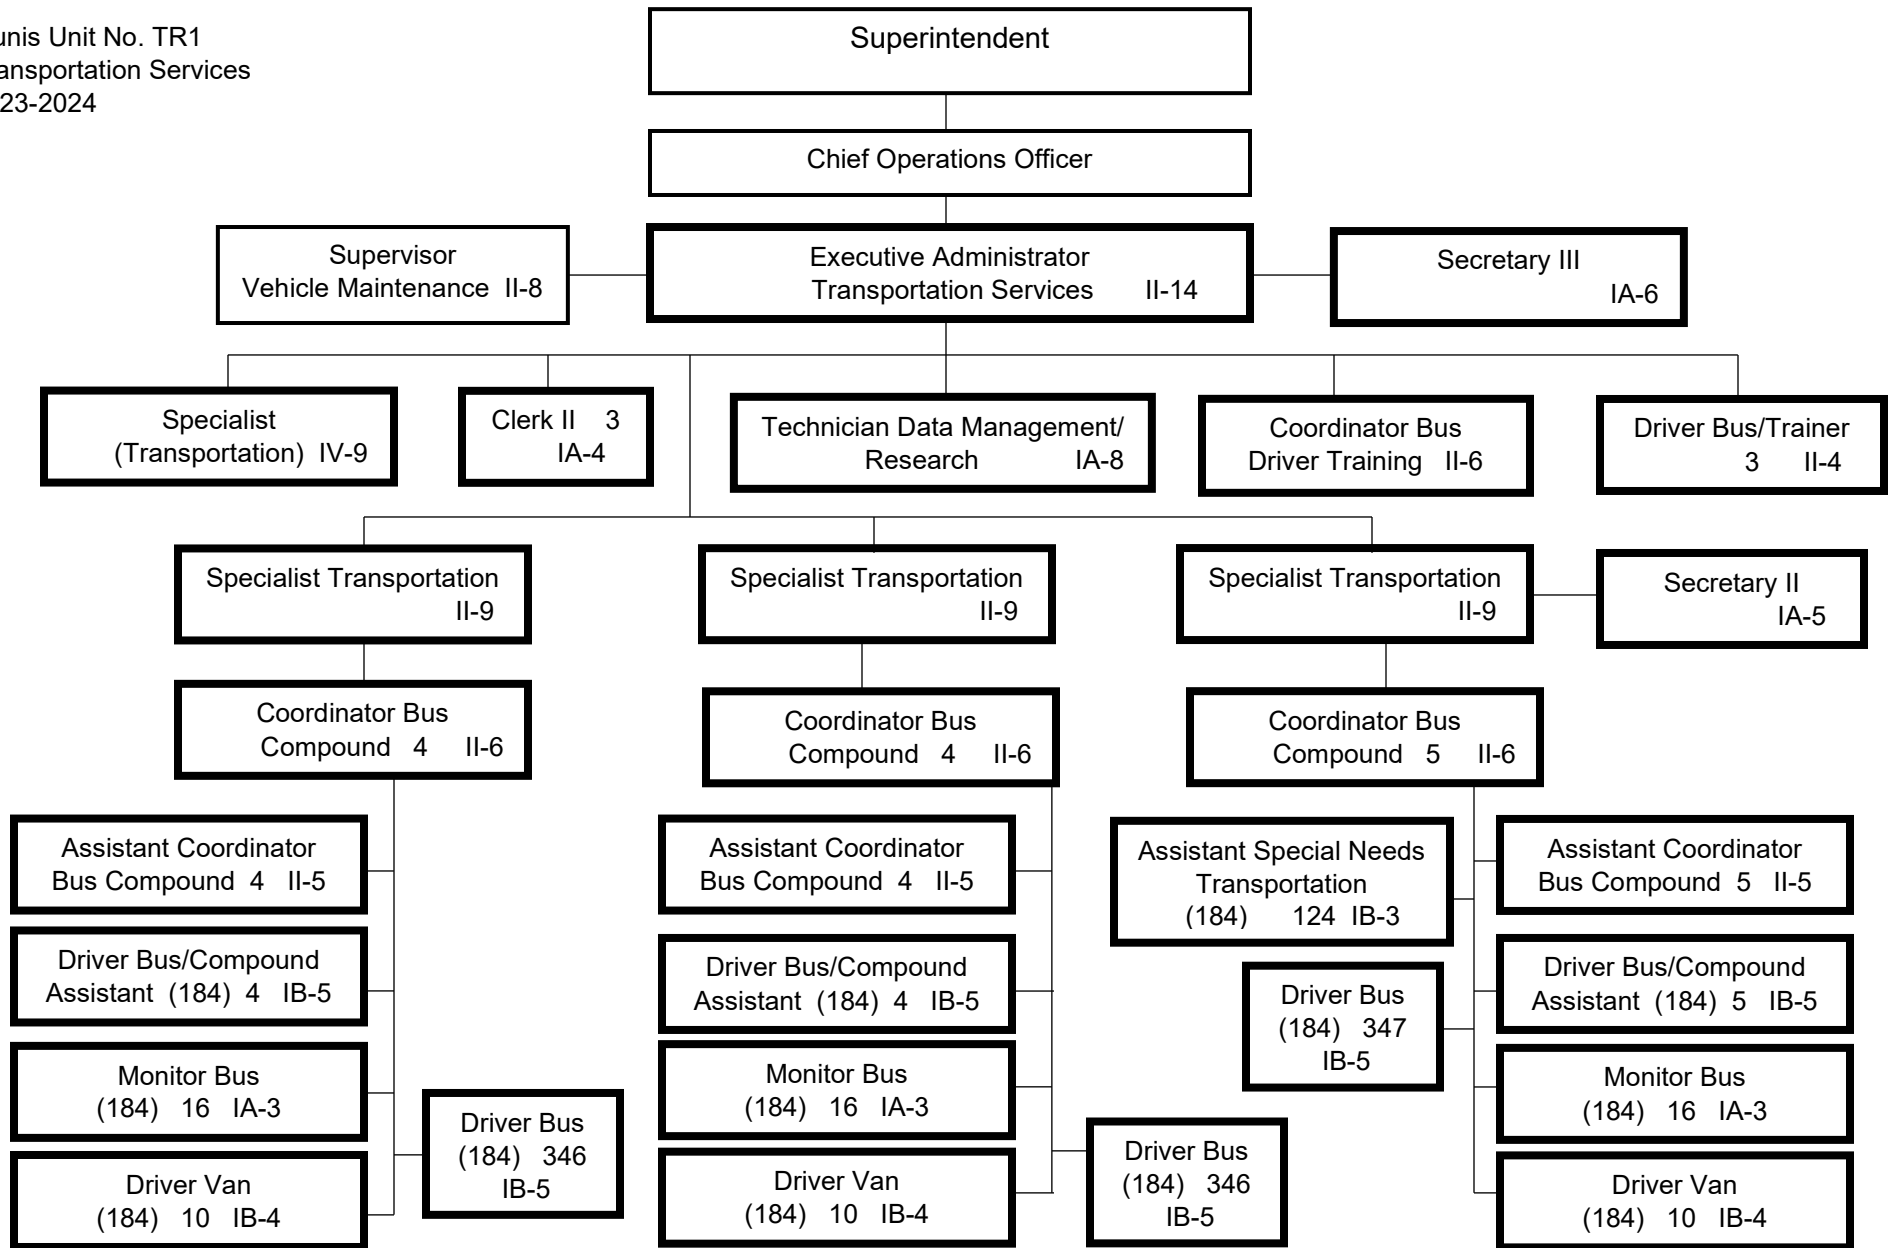 unis Unit No. TR1
ansportation Services
23-2024
Superintendent
Chief Operations Officer
Supervisor
Vehicle Maintenance II-8
Executive Administrator
Transportation Services II-14
Secretary III
IA-6
Specialist
(Transportation) IV-9
Clerk II 3
IA-4
Technician Data Management/
Research IA-8
Coordinator Bus
Driver Training II-6
Driver Bus/Trainer
3 II-4
Specialist Transportation
II-9
Specialist Transportation
II-9
Specialist Transportation
II-9
Secretary II
IA-5
Coordinator Bus
Compound 4 II-6
Coordinator Bus
Compound 4 II-6
Coordinator Bus
Compound 5 II-6
Assistant Coordinator
Bus Compound 4 II-5
Driver Bus/Compound
Assistant (184) 4 IB-5
Monitor Bus
(184) 16 IA-3
Driver Van
(184) 10 IB-4
Driver Bus
(184) 346
IB-5
Assistant Coordinator
Bus Compound 4 II-5
Driver Bus/Compound
Assistant (184) 4 IB-5
Monitor Bus
(184) 16 IA-3
Driver Van
(184) 10 IB-4
Driver Bus
(184) 346
IB-5
Assistant Special Needs
Transportation
(184) 124 IB-3
Driver Bus
(184) 347
IB-5
Assistant Coordinator
Bus Compound 5 II-5
Driver Bus/Compound
Assistant (184) 5 IB-5
Monitor Bus
(184) 16 IA-3
Driver Van
(184) 10 IB-4